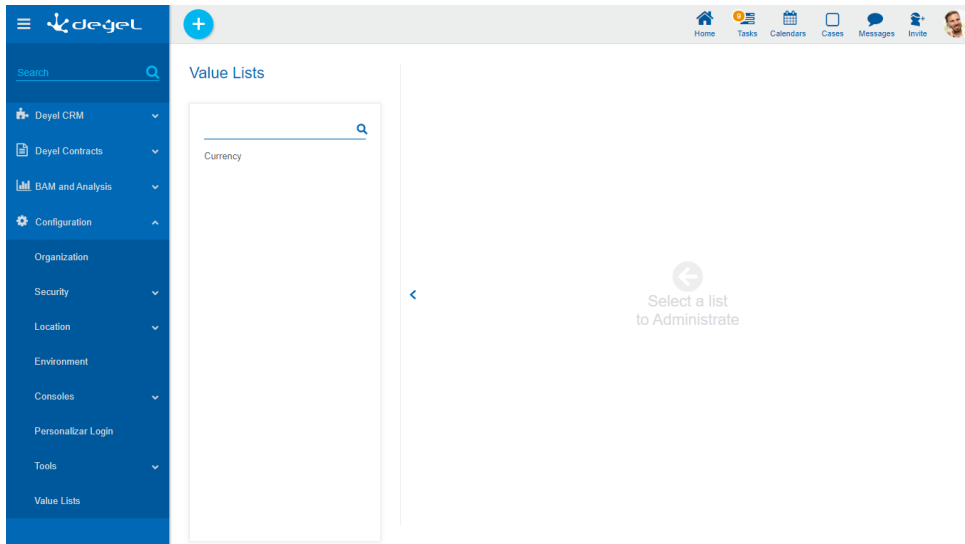 deyel
Search
Deyel CRM
Deyel Contracts
BAM and Analysis
Configuration
Organization
Security
Location
Environment
Consoles
Personalizar Login
Tools
Value Lists
+
Home
9
Tasks
Calendars
Cases
Messages
Invite
Value Lists
Currency
Select a list
to Administrate